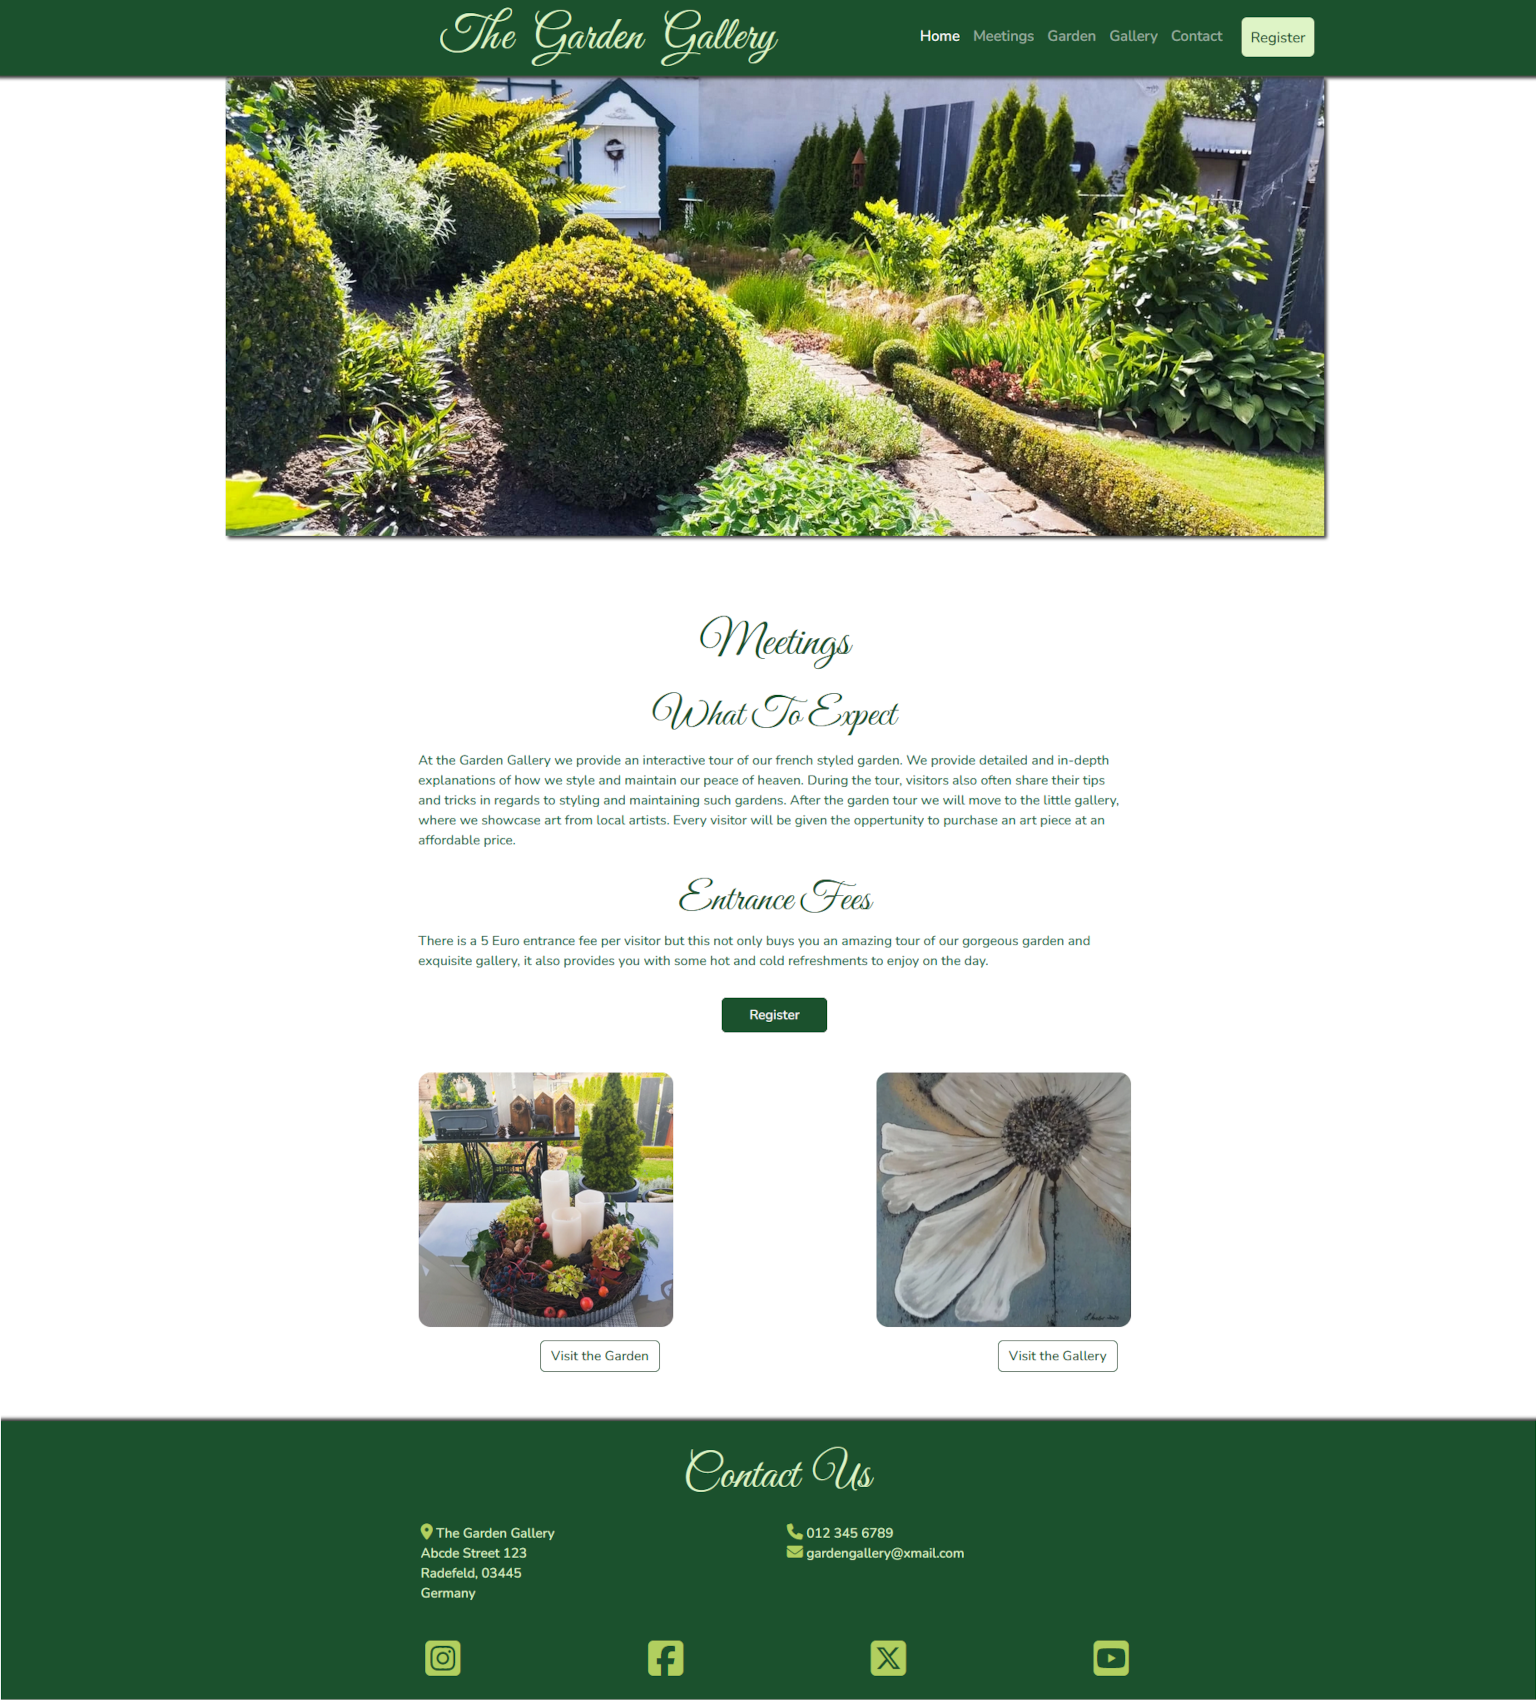 The Garden Gallery
Home Meetings Garden Gallery Contact Register
Meetings
What To Expect
At the Garden Gallery we provide an interactive tour of our french styled garden. We provide detailed and in-depth
explanations of how we style and maintain our peace of heaven. During the tour, visitors also often share their tips
and tricks in regards to styling and maintaining such gardens. After the garden tour we will move to the little gallery,
where we showcase art from local artists. Every visitor will be given the oppertunity to purchase an art piece at an
affordable price.
Entrance Fees
There is a 5 Euro entrance fee per visitor but this not only buys you an amazing tour of our gorgeous garden and
exquisite gallery, it also provides you with some hot and cold refreshments to enjoy on the day.
Register
Visit the Garden
Visit the Gallery
Contact Us
The Garden Gallery
Abcde Street 123
Radefeld, 03445
Germany
012 345 6789
gardengallery@xmail.com